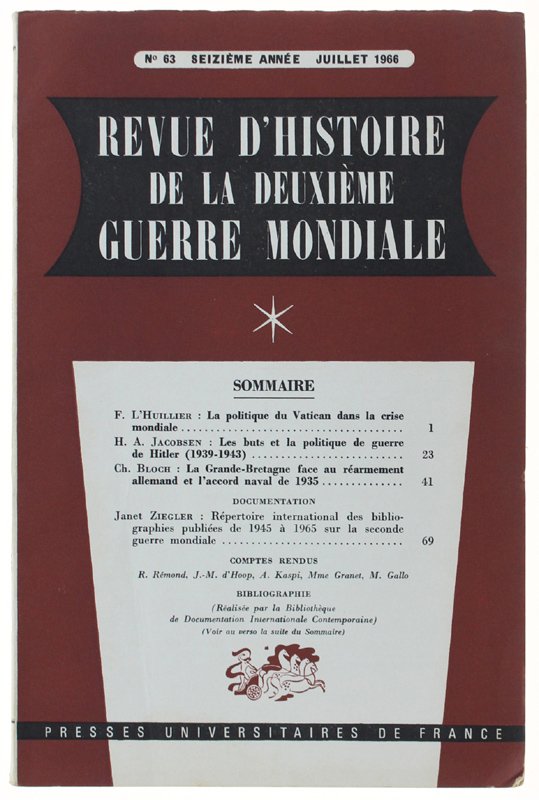 Nº 63 SEIZIÈME ANNÉE JUILLET 1966
REVUE D'HISTOIRE
DE LA DEUXIÈME
GUERRE MONDIALE
SOMMAIRE
F. L'HUILLIER : La politique du Vatican dans la crise
mondiale ........................................ 1
H. A. JACOBSEN : Les buts et la politique de guerre
de Hitler (1939-1943) ........................... 23
Ch. BLOCH : La Grande-Bretagne face au réarmement
allemand et l'accord naval de 1935 .............. 41
DOCUMENTATION
Janet ZIEGLER : Répertoire international des biblio-
graphies publiées de 1945 à 1965 sur la seconde
guerre mondiale ................................ 69
COMPTES RENDUS
R. Rémond, J.-M. d'Hoop, A. Kaspi, Mme Granet, M. Gallo
BIBLIOGRAPHIE
(Réalisée par la Bibliothèque
de Documentation Internationale Contemporaine)
(Voir au verso la suite du Sommaire)
PRESSES UNIVERSITAIRES DE FRANCE